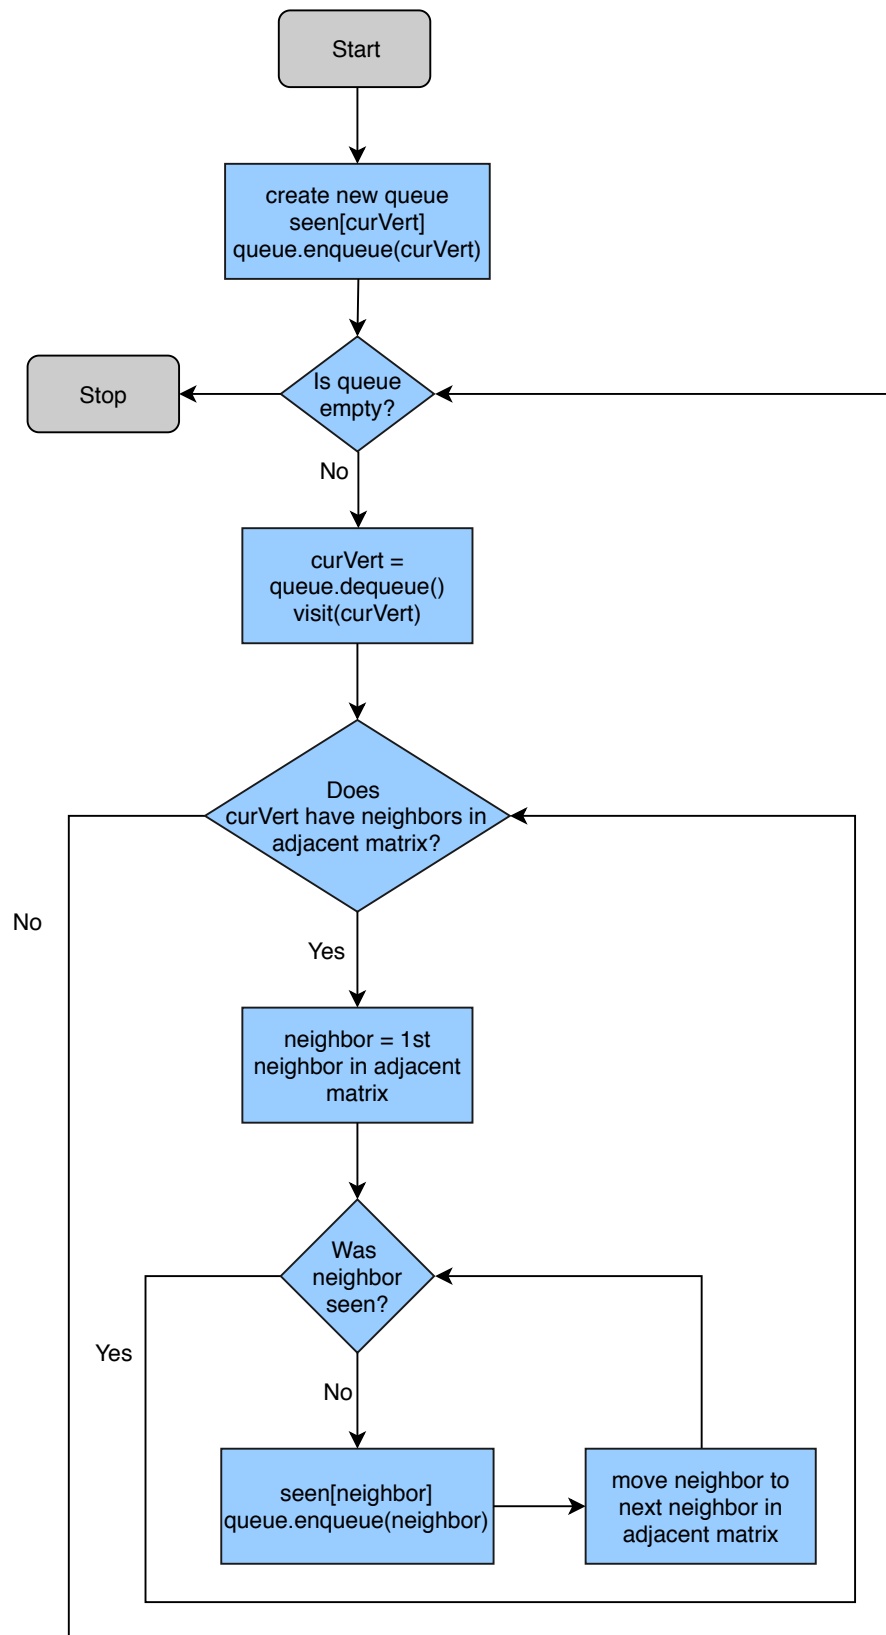 Start
create new queue
seen[curVert]
queue.enqueue(curVert)
Is queue
empty?
Stop
No
curVert =
queue.dequeue()
visit(curVert)
Does
curVert have neighbors in
adjacent matrix?
No
Yes
neighbor = 1st
neighbor in adjacent
matrix
Was
neighbor
seen?
Yes
No
seen[neighbor]
queue.enqueue(neighbor)
move neighbor to
next neighbor in
adjacent matrix